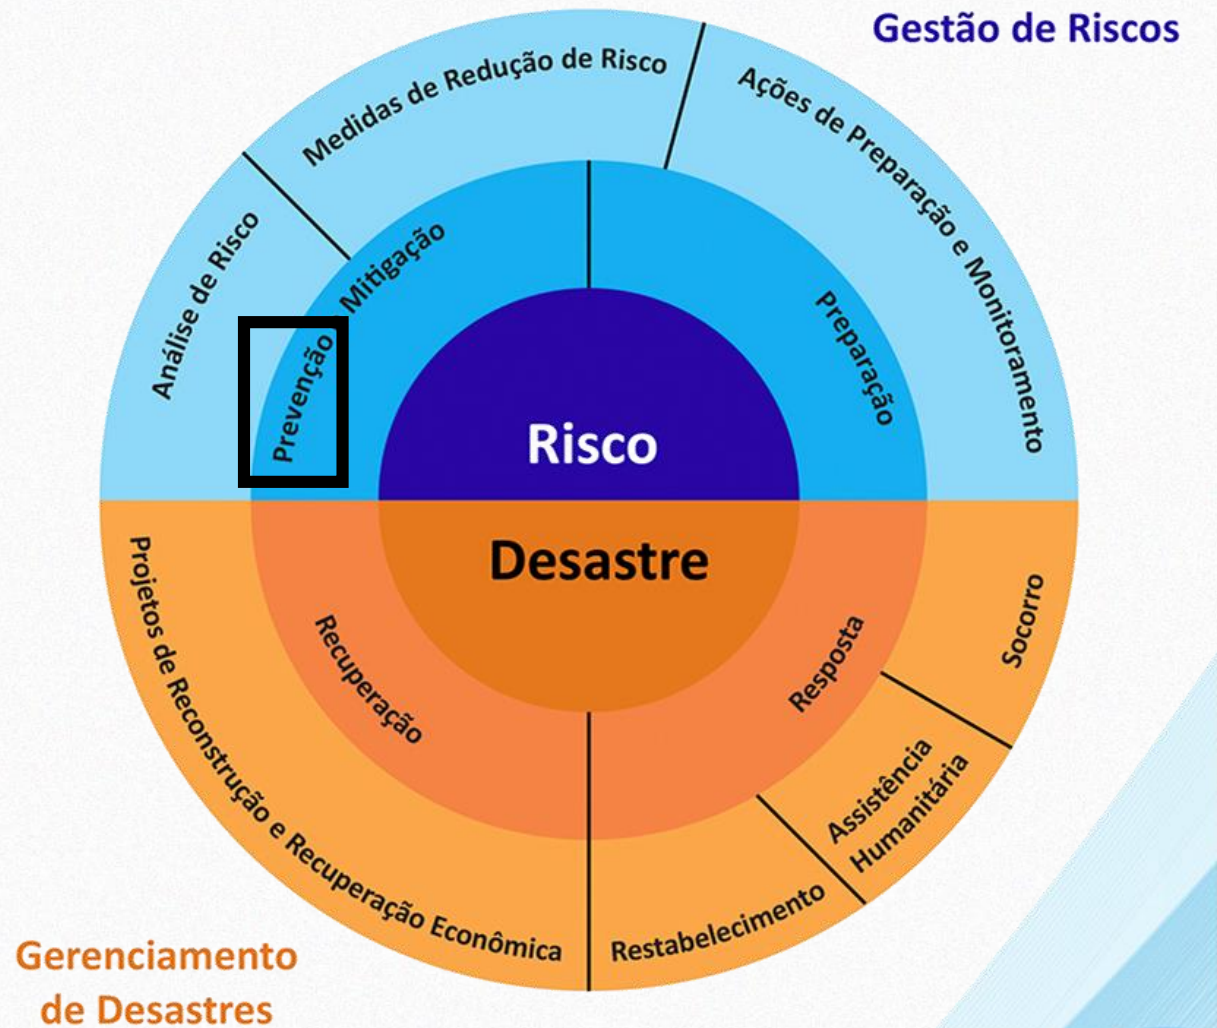 Gestão de Riscos
Medidas de Redução de Risco
Ações de Preparação e Monitoramento
Análise de Risco
Prevenção
Mitigação
Preparação
Risco
Desastre
Recuperação
Resposta
Socorro
Assistência
Humanitária
Restabelecimento
Projetos de Reconstrução e Recuperação Econômica
Gerenciamento
de Desastres